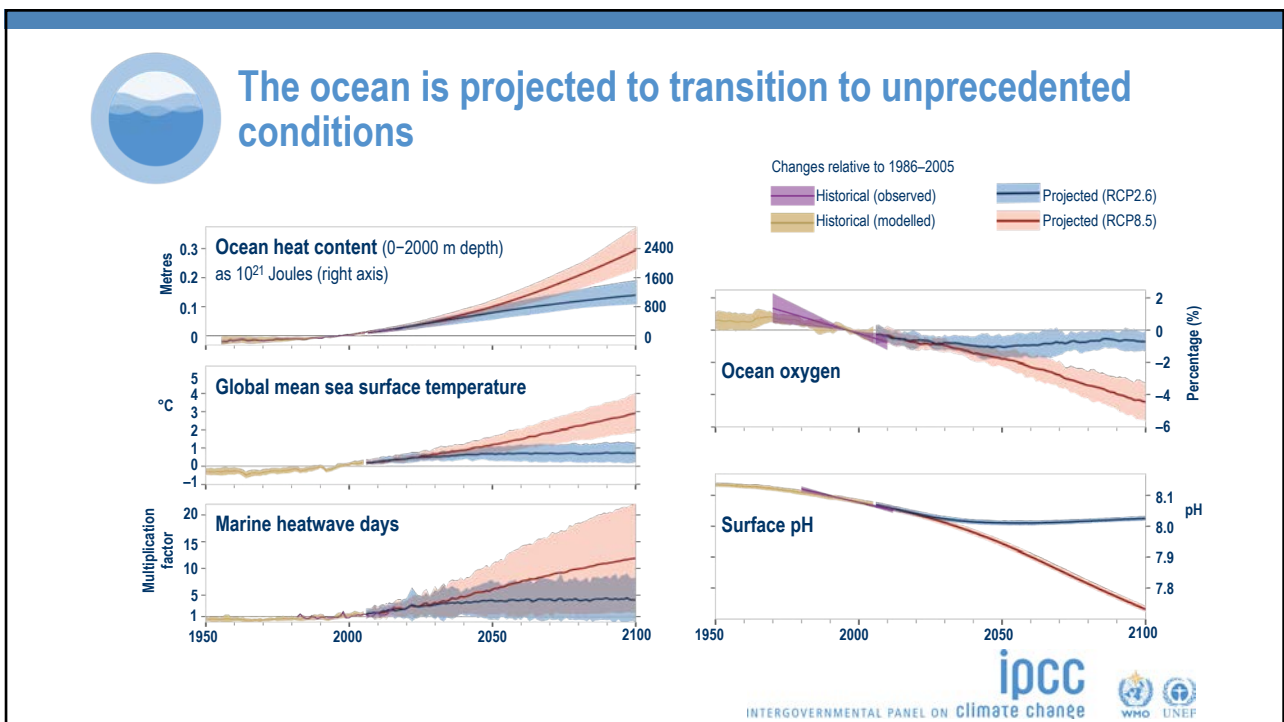 The ocean is projected to transition to unprecedented
conditions
Changes relative to 1986–2005
Historical (observed)
Projected (RCP2.6)
Historical (modelled)
Projected (RCP8.5)
Ocean heat content (0–2000 m depth)
as 10²¹ Joules (right axis)
Metres
0.3
0.2
0.1
0
2400
1600
800
0
Global mean sea surface temperature
°C
5
4
3
2
1
0
–1
Marine heatwave days
Multiplication
factor
20
15
10
5
1
1950
2000
2050
2100
Ocean oxygen
Percentage (%)
2
0
–2
–4
–6
Surface pH
pH
8.1
8.0
7.9
7.8
1950
2000
2050
2100
ipcc
INTERGOVERNMENTAL PANEL ON climate change
WMO
UNEP